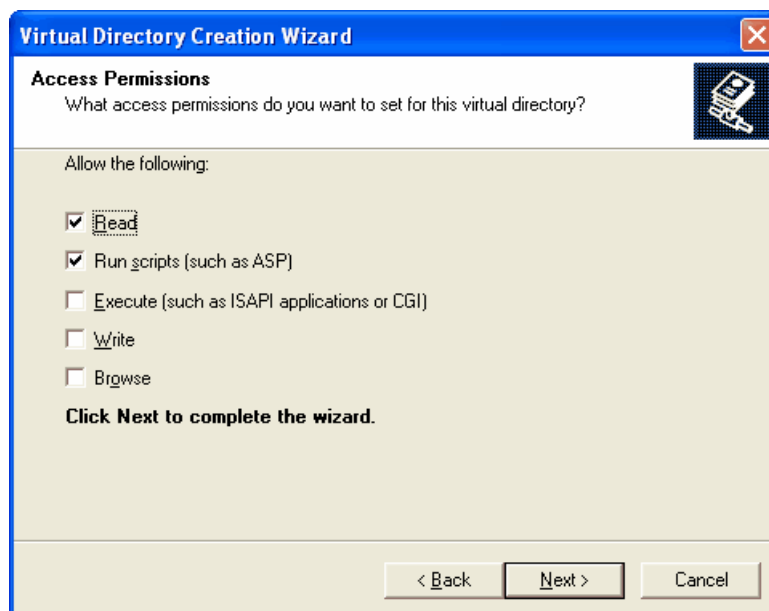 Virtual Directory Creation Wizard
Access Permissions
What access permissions do you want to set for this virtual directory?
Allow the following:
Read
Run scripts (such as ASP)
Execute (such as ISAPI applications or CGI)
Write
Browse
Click Next to complete the wizard.
< Back Next > Cancel